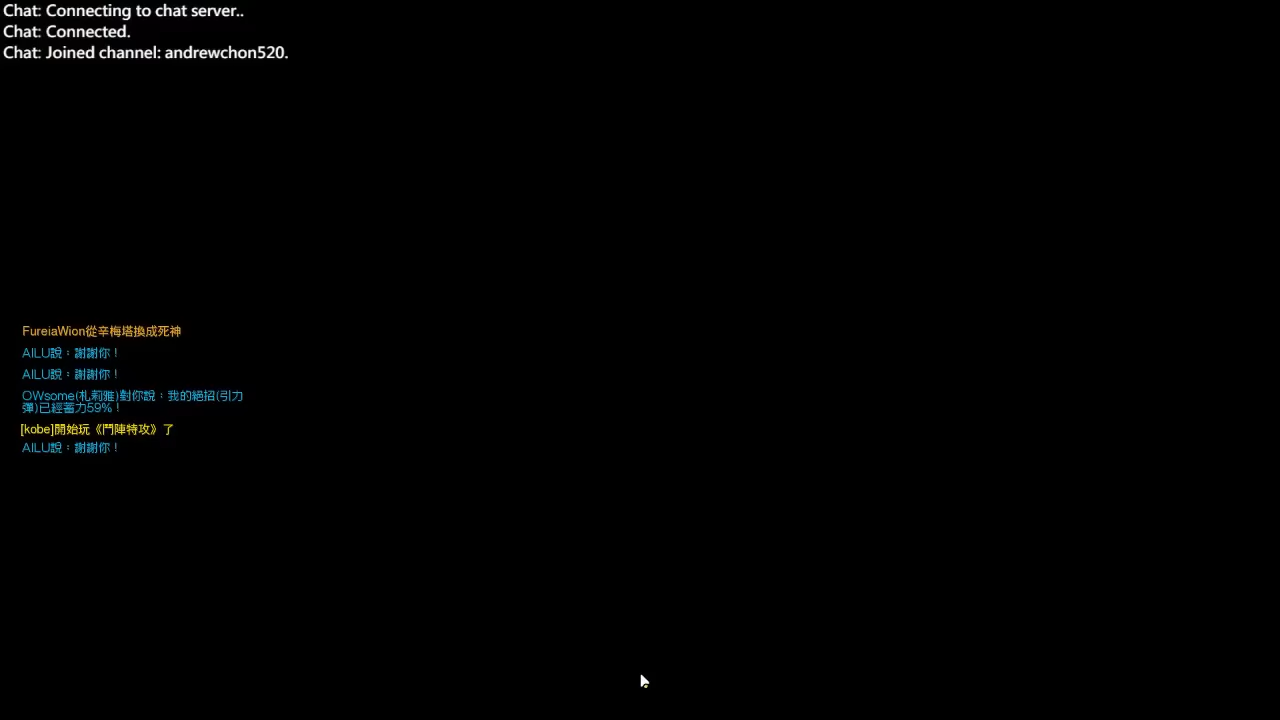 Chat: Connecting to chat server..
Chat: Connected.
Chat: Joined channel: andrewchon520.
FureiaWion從辛梅塔換成死神
AILU說：謝謝你！
AILU說：謝謝你！
OWsome(札莉雅)對你說：我的絕招(引力
彈)已經蓄力59%！
[kobe]開始玩《鬥陣特攻》了
AILU說：謝謝你！